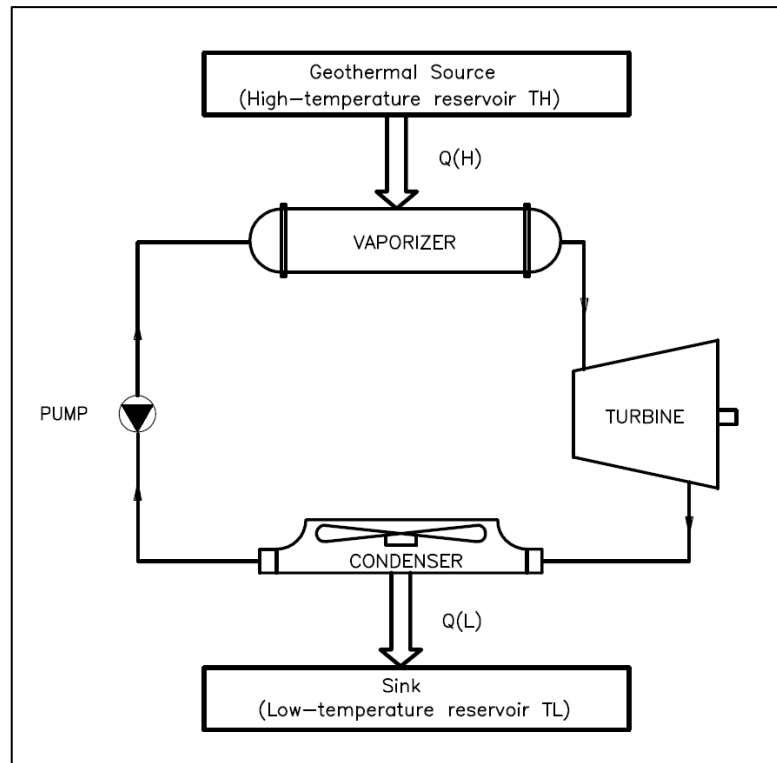 Geothermal Source
(High-temperature reservoir TH)
Q(H)
VAPORIZER
PUMP
TURBINE
CONDENSER
Q(L)
Sink
(Low-temperature reservoir TL)